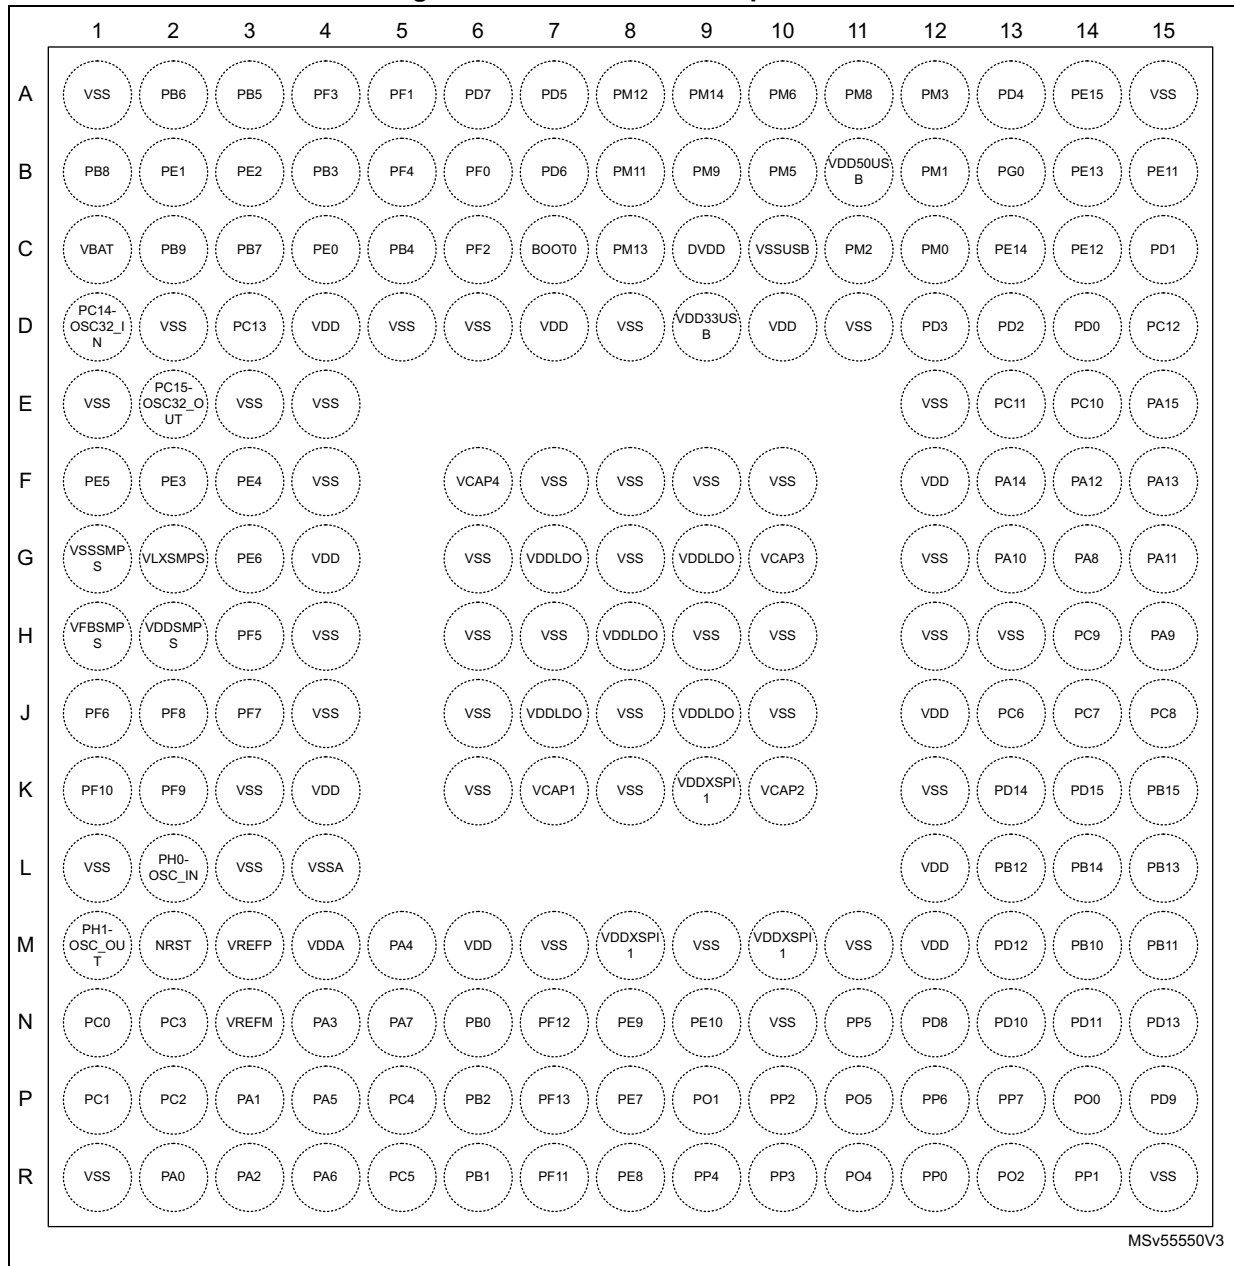 1 2 3 4 5 6 7 8 9 10 11 12 13 14 15
A VSS PB6 PB5 PF3 PF1 PD7 PD5 PM12 PM14 PM6 PM8 PM3 PD4 PE15 VSS
B PB8 PE1 PE2 PB3 PF4 PF0 PD6 PM11 PM9 PM5 VDD50USB PM1 PG0 PE13 PE11
C VBAT PB9 PB7 PE0 PB4 PF2 BOOT0 PM13 DVDD VSSUSB PM2 PM0 PE14 PE12 PD1
D PC14-OSC32_IN VSS PC13 VDD VSS VSS VDD VSS VDD33USB VDD VSS PD3 PD2 PD0 PC12
E VSS PC15-OSC32_OUT VSS VSS VSS PC11 PC10 PA15
F PE5 PE3 PE4 VSS VCAP4 VSS VSS VSS VSS VDD PA14 PA12 PA13
G VSSSMPS VLXSMPS PE6 VDD VSS VDDLDO VSS VDDLDO VCAP3 VSS PA10 PA8 PA11
H VFBSMPS VDDSMPS PF5 VSS VSS VSS VDDLDO VSS VSS VSS VSS PC9 PA9
J PF6 PF8 PF7 VSS VSS VDDLDO VSS VDDLDO VSS VDD PC6 PC7 PC8
K PF10 PF9 VSS VDD VSS VCAP1 VSS VDDXSPI1 VCAP2 VSS PD14 PD15 PB15
L VSS PH0-OSC_IN VSS VSSA VDD PB12 PB14 PB13
M PH1-OSC_OUT NRST VREFP VDDA PA4 VDD VSS VDDXSPI1 VSS VDDXSPI1 VSS VDD PD12 PB10 PB11
N PC0 PC3 VREFM PA3 PA7 PB0 PF12 PE9 PE10 VSS PP5 PD8 PD10 PD11 PD13
P PC1 PC2 PA1 PA5 PC4 PB2 PF13 PE7 PO1 PP2 PO5 PP6 PP7 PO0 PD9
R VSS PA0 PA2 PA6 PC5 PB1 PF11 PE8 PP4 PP3 PO4 PP0 PO2 PP1 VSS
MSv55550V3